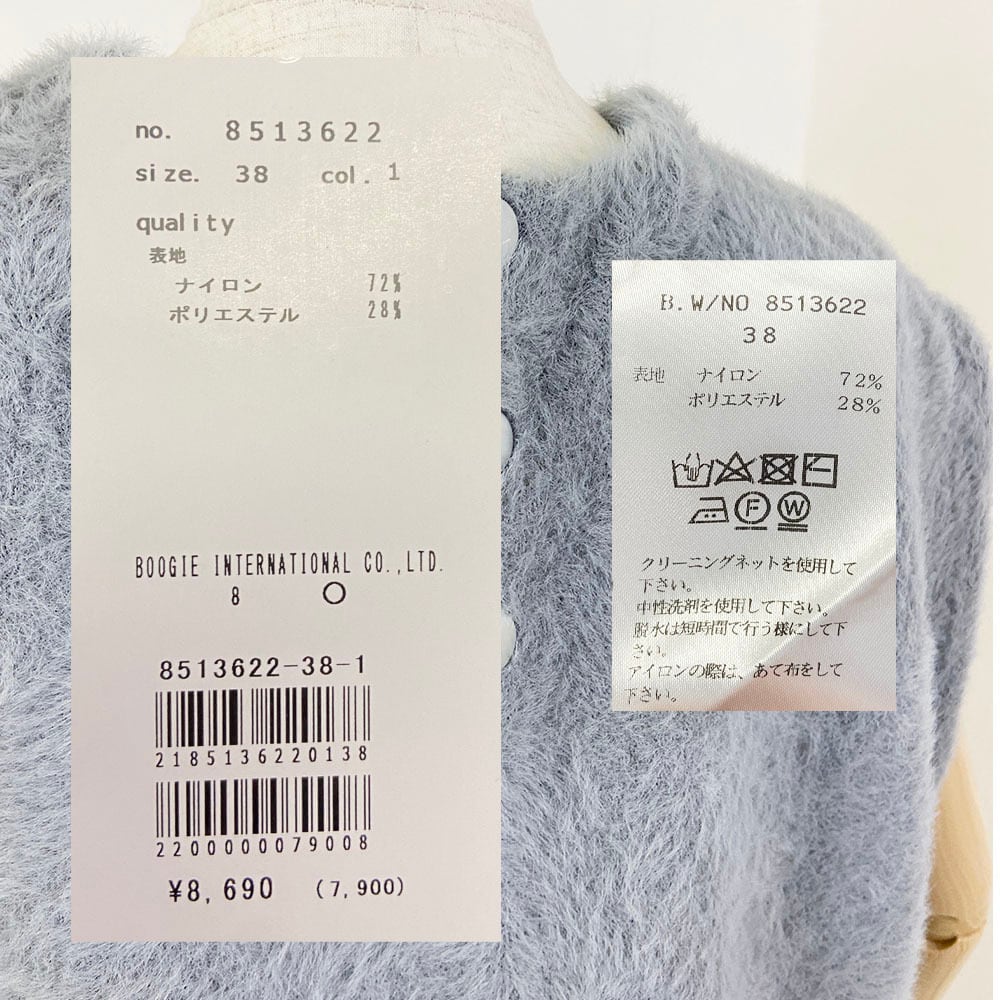 no. 8513622
size. 38 col. 1
quality
表地
ナイロン 72%
ポリエステル 28%
BOOGIE INTERNATIONAL CO.,LTD.
8 ○
8513622-38-1
2185136220138
2200000079008
¥8,690 (7,900)
B.W/NO 8513622
38
表地 ナイロン 72%
ポリエステル 28%
F W
クリーニングネットを使用して
下さい。
中性洗剤を使用して下さい。
脱水は短時間で行う様にして下
さい。
アイロンの際は、あて布をして
下さい。